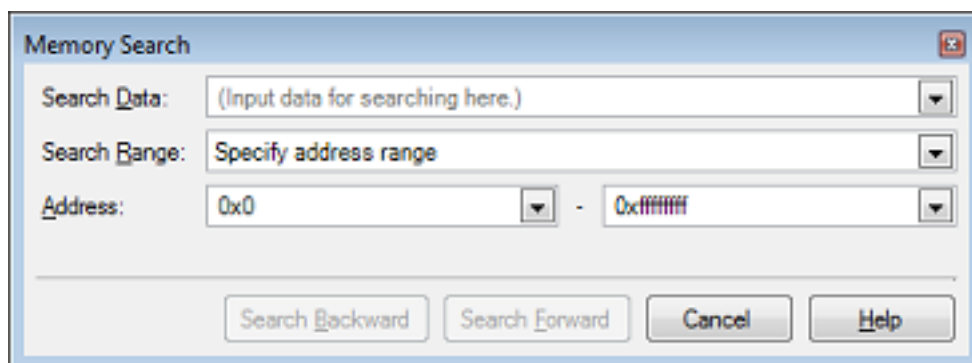 Memory Search
Search Data: (Input data for searching here.)
Search Range: Specify address range
Address: 0x0 - 0xffffffff
Search Backward Search Forward Cancel Help